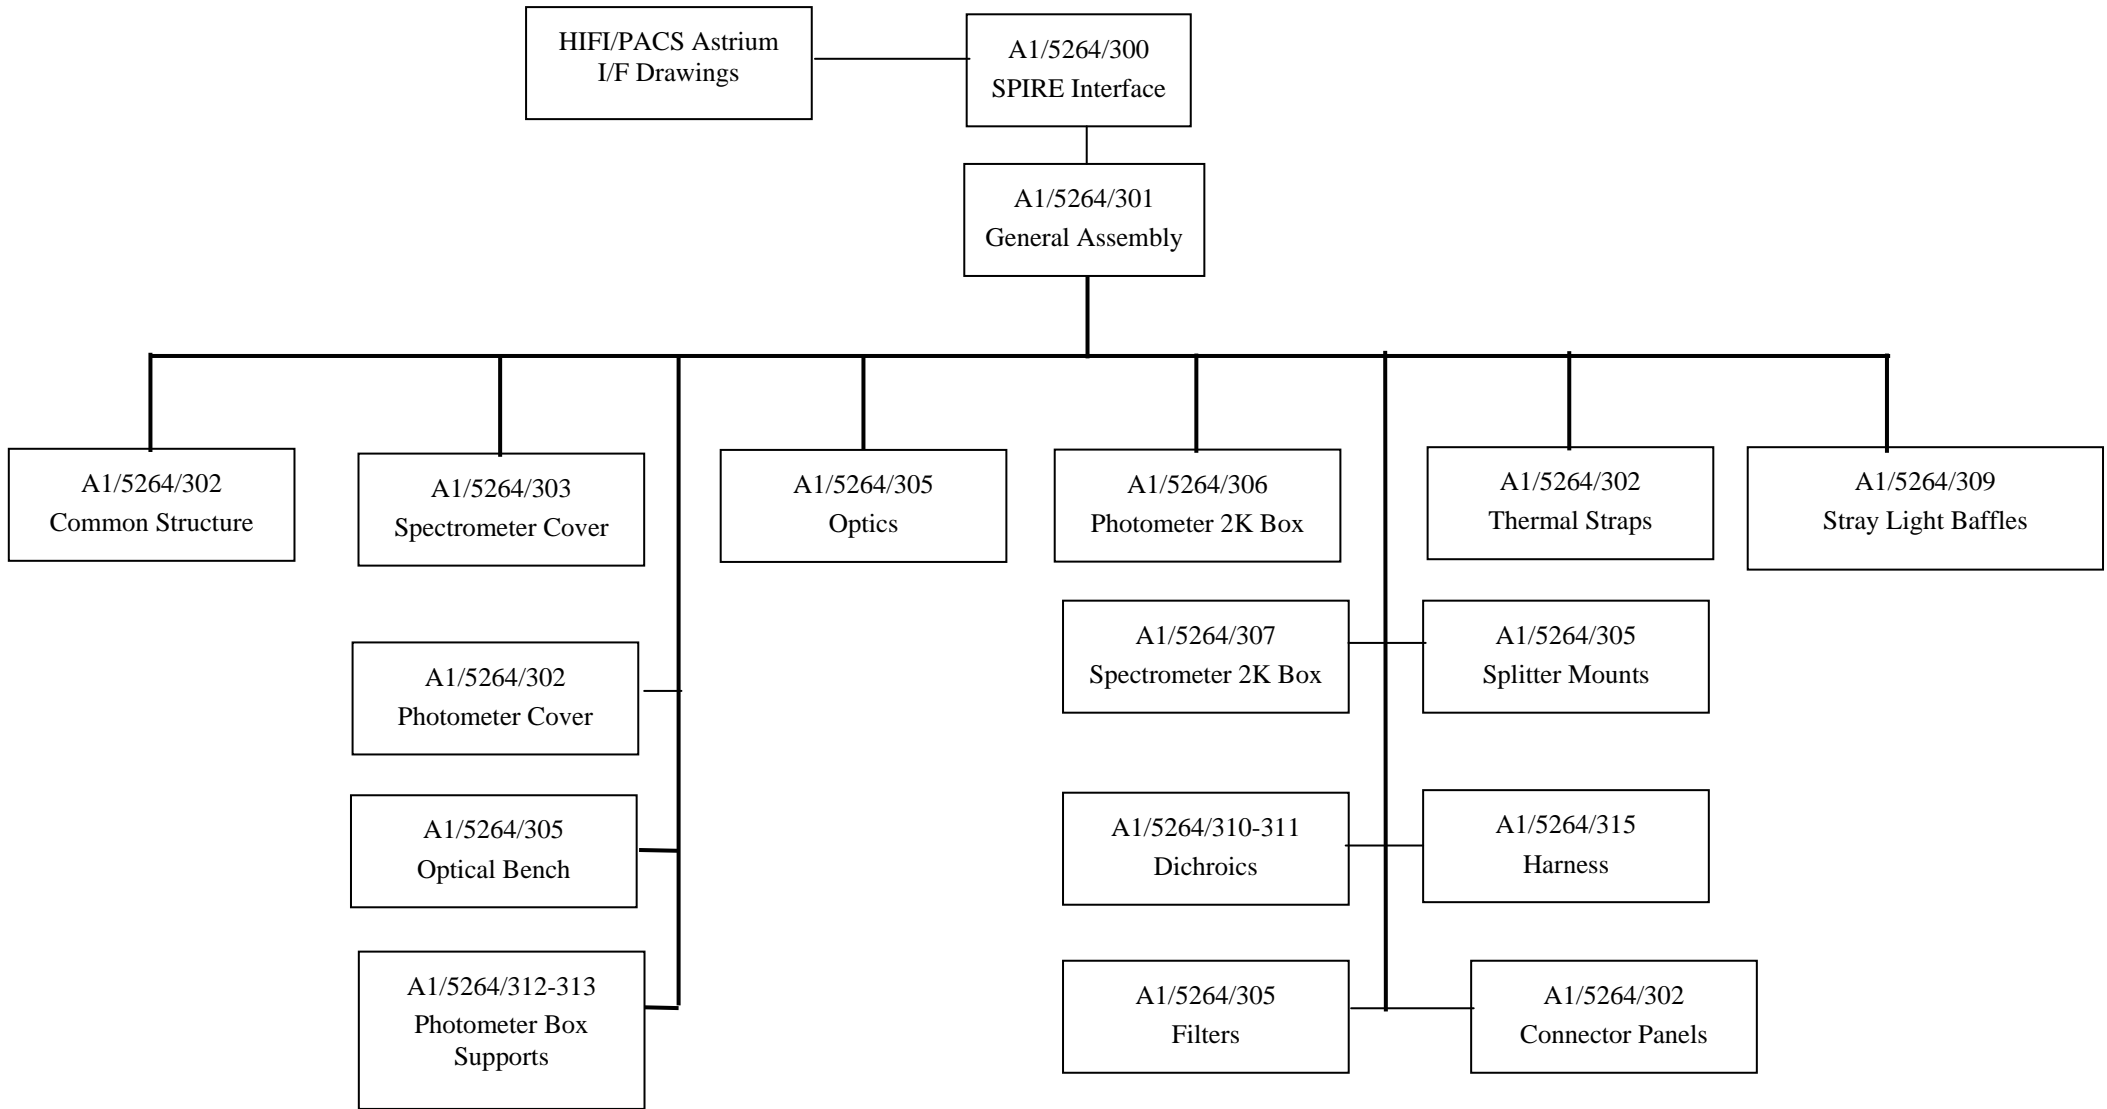 HIFI/PACS Astrium
I/F Drawings
A1/5264/300
SPIRE Interface
A1/5264/301
General Assembly
A1/5264/302
Common Structure
A1/5264/303
Spectrometer Cover
A1/5264/305
Optics
A1/5264/306
Photometer 2K Box
A1/5264/302
Thermal Straps
A1/5264/309
Stray Light Baffles
A1/5264/302
Photometer Cover
A1/5264/307
Spectrometer 2K Box
A1/5264/305
Splitter Mounts
A1/5264/305
Optical Bench
A1/5264/310-311
Dichroics
A1/5264/315
Harness
A1/5264/312-313
Photometer Box
Supports
A1/5264/305
Filters
A1/5264/302
Connector Panels